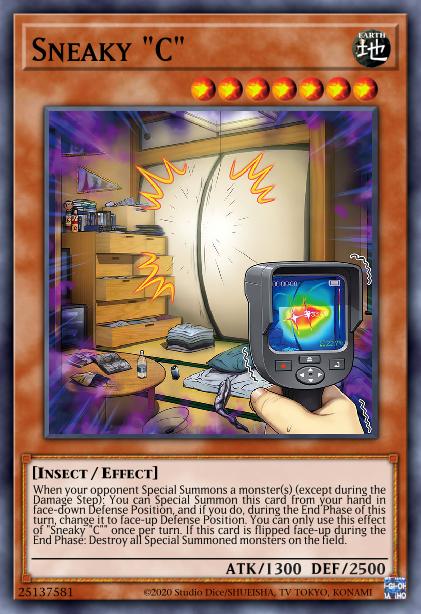 Sneaky "C"
EARTH
地
[Insect / Effect]
When your opponent Special Summons a monster(s) (except during the
Damage Step): You can Special Summon this card from your hand in
face-down Defense Position, and if you do, during the End Phase of this
turn, change it to face-up Defense Position. You can only use this effect
of "Sneaky "C"" once per turn. If this card is flipped face-up during the
End Phase: Destroy all Special Summoned monsters on the field.
ATK/1300 DEF/2500
25137581 ©2020 Studio Dice/SHUEISHA, TV TOKYO, KONAMI